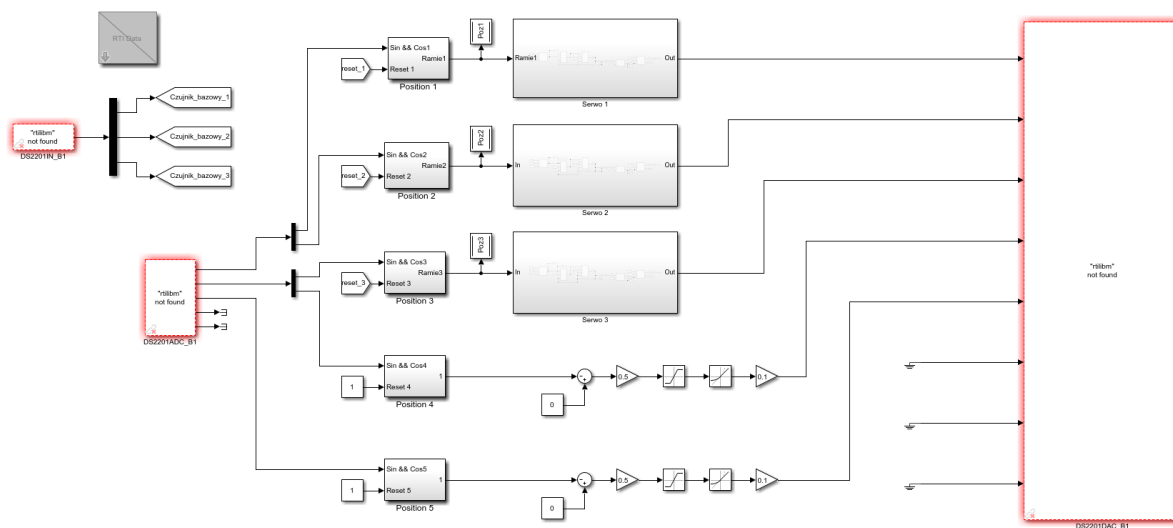 RTI Data
Czujnik_bazowy_1
Czujnik_bazowy_2
Czujnik_bazowy_3
"rtilibm"
not found
DS2201IN_B1
"rtilibm"
not found
DS2201ADC_B1
Sin && Cos1
Ramie1
reset_1
Reset 1
Position 1
Poz1
Ramie1
Out
Serwo 1
Sin && Cos2
Ramie2
reset_2
Reset 2
Position 2
Poz2
In
Out
Serwo 2
Sin && Cos3
Ramie3
reset_3
Reset 3
Position 3
Poz3
In
Out
Serwo 3
Sin && Cos4
1
1
Reset 4
Position 4
0
0.5
0.1
Sin && Cos5
1
1
Reset 5
Position 5
0
0.5
0.1
"rtilibm"
not found
DS2201DAC_B1